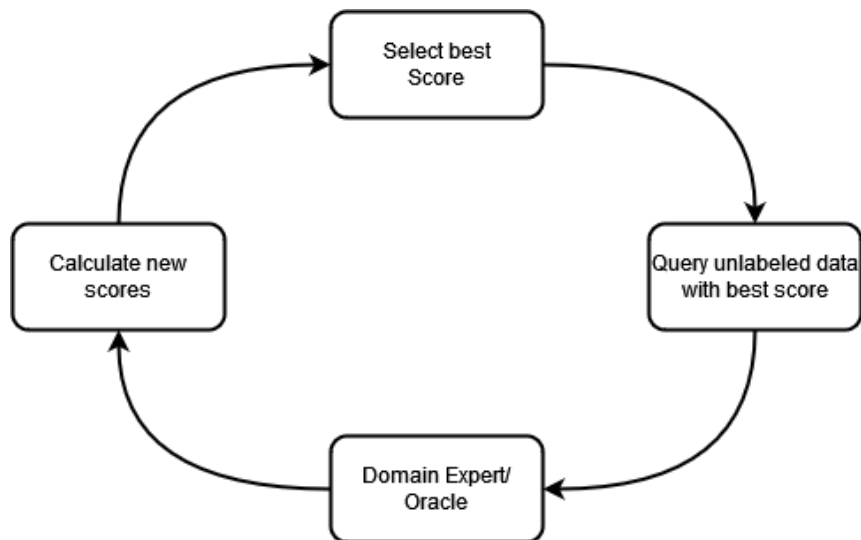 Select best
Score
Calculate new
scores
Query unlabeled data
with best score
Domain Expert/
Oracle